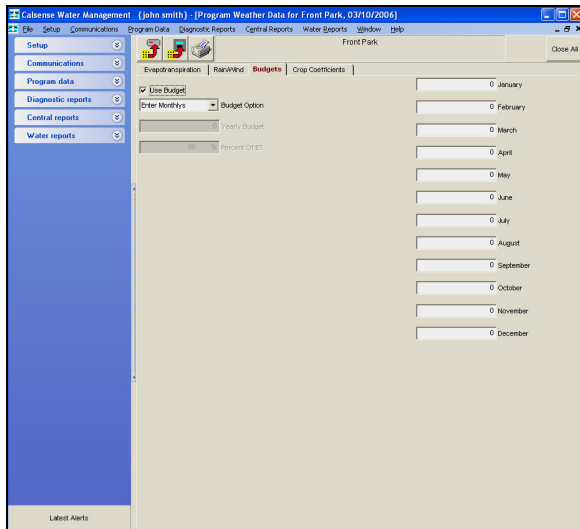 Calsense Water Management {john smith} - [Program Weather Data for Front Park, 03/10/2006]
File Setup Communications Program Data Diagnostic Reports Central Reports Water Reports Window Help
Setup
Communications
Program data
Diagnostic reports
Central reports
Water reports
Latest Alerts
Front Park
Close All
Evapotranspiration RainWind Budgets Crop Coefficients
Use Budget
Enter Monthlys Budget Option
0 Yearly Budget
80 % Percent Of ET
0 January
0 February
0 March
0 April
0 May
0 June
0 July
0 August
0 September
0 October
0 November
0 December